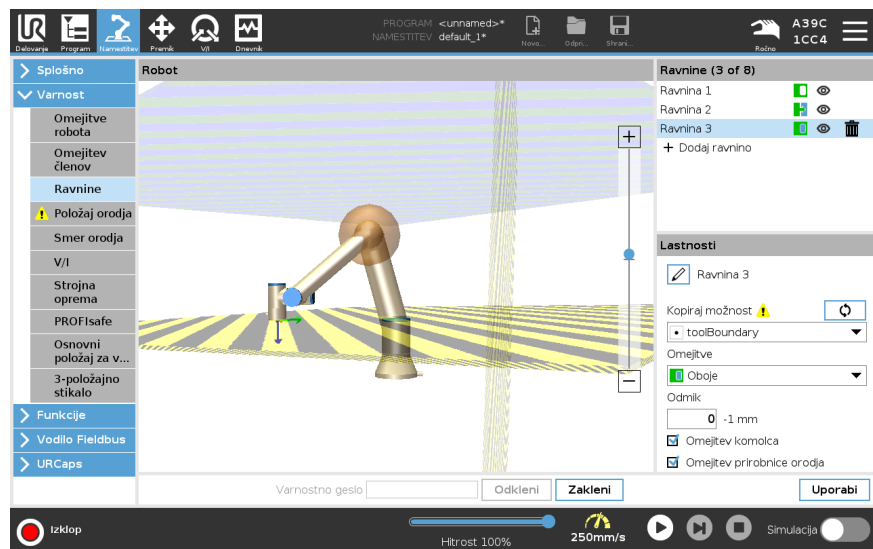 PROGRAM <unnamed>*
NAMESTITEV default_1*
A39C
1CC4
Delovanje Program Namestitev Premik V/I Dnevnik Novo... Odpri... Shrani... Ročno
Splošno
Varnost
Omejitve
robota
Omejitev
členov
Ravnine
Položaj orodja
Smer orodja
V/I
Strojna
oprema
PROFIsafe
Osnovni
položaj za v...
3-položajno
stikalo
Funkcije
Vodilo Fieldbus
URCaps
Robot
Ravnine (3 of 8)
Ravnina 1
Ravnina 2
Ravnina 3
+ Dodaj ravnino
Lastnosti
Ravnina 3
Kopiraj možnost
toolBoundary
Omejitve
Oboje
Odmik
0 -1 mm
Omejitev komolca
Omejitev prirobnice orodja
Varnostno geslo Odkleni Zakleni Uporabi
Izklop
Hitrost 100%
250mm/s
Simulacija